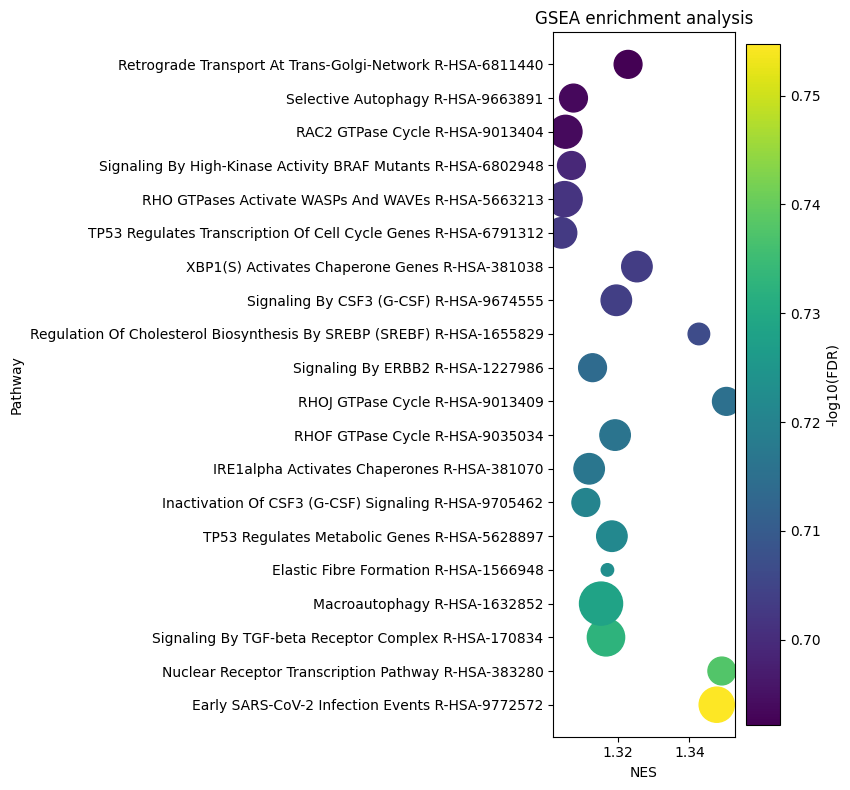 GSEA enrichment analysis
Retrograde Transport At Trans-Golgi-Network R-HSA-6811440
Selective Autophagy R-HSA-9663891
RAC2 GTPase Cycle R-HSA-9013404
Signaling By High-Kinase Activity BRAF Mutants R-HSA-6802948
RHO GTPases Activate WASPs And WAVEs R-HSA-5663213
TP53 Regulates Transcription Of Cell Cycle Genes R-HSA-6791312
XBP1(S) Activates Chaperone Genes R-HSA-381038
Signaling By CSF3 (G-CSF) R-HSA-9674555
Regulation Of Cholesterol Biosynthesis By SREBP (SREBF) R-HSA-1655829
Signaling By ERBB2 R-HSA-1227986
RHOJ GTPase Cycle R-HSA-9013409
RHOF GTPase Cycle R-HSA-9035034
IRE1alpha Activates Chaperones R-HSA-381070
Inactivation Of CSF3 (G-CSF) Signaling R-HSA-9705462
TP53 Regulates Metabolic Genes R-HSA-5628897
Elastic Fibre Formation R-HSA-1566948
Macroautophagy R-HSA-1632852
Signaling By TGF-beta Receptor Complex R-HSA-170834
Nuclear Receptor Transcription Pathway R-HSA-383280
Early SARS-CoV-2 Infection Events R-HSA-9772572
Pathway
1.32
1.34
NES
0.75
0.74
0.73
0.72
0.71
0.70
-log10(FDR)